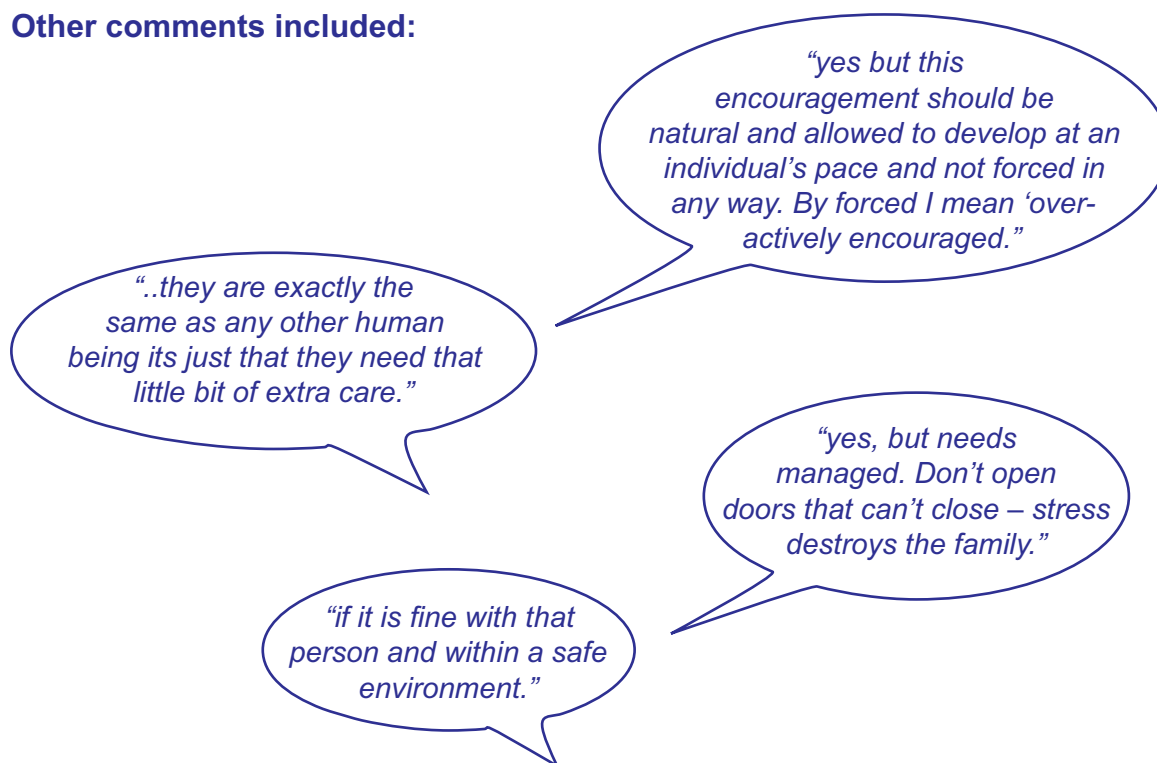 Other comments included:
“yes but this
encouragement should be
natural and allowed to develop at an
individual’s pace and not forced in
any way. By forced I mean ‘over-
actively encouraged.”
“..they are exactly the
same as any other human
being its just that they need that
little bit of extra care.”
“yes, but needs
managed. Don’t open
doors that can’t close – stress
destroys the family.”
“if it is fine with that
person and within a safe
environment.”